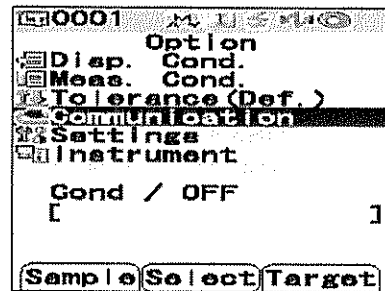 0001
Option
Disp. Cond.
Meas. Cond.
Tolerance(Def.)
Communication
Settings
Instrument
Cond / OFF
[ ]
Sample Select Target